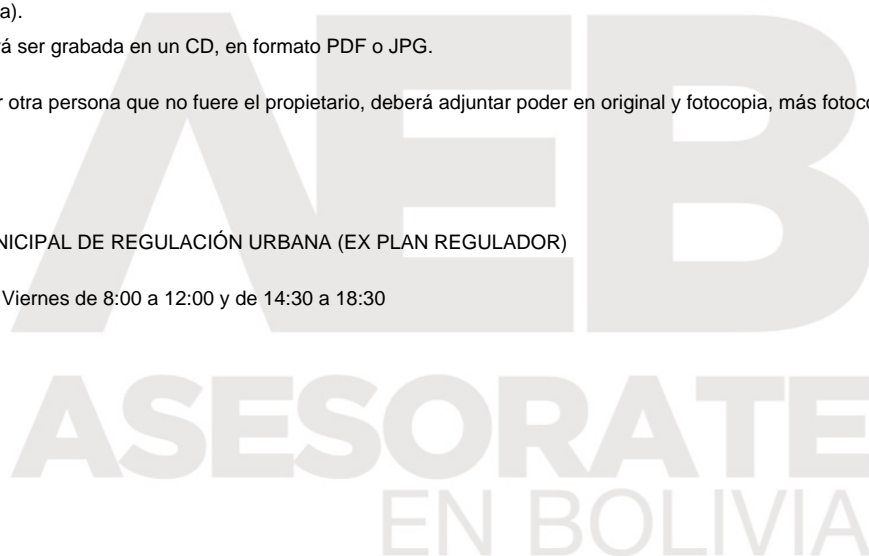 a).
rá ser grabada en un CD, en formato PDF o JPG.
r otra persona que no fuere el propietario, deberá adjuntar poder en original y fotocopia, más fotoco
NICIPAL DE REGULACIÓN URBANA (EX PLAN REGULADOR)
Viernes de 8:00 a 12:00 y de 14:30 a 18:30
AEB
ASESORATE
EN BOLIVIA